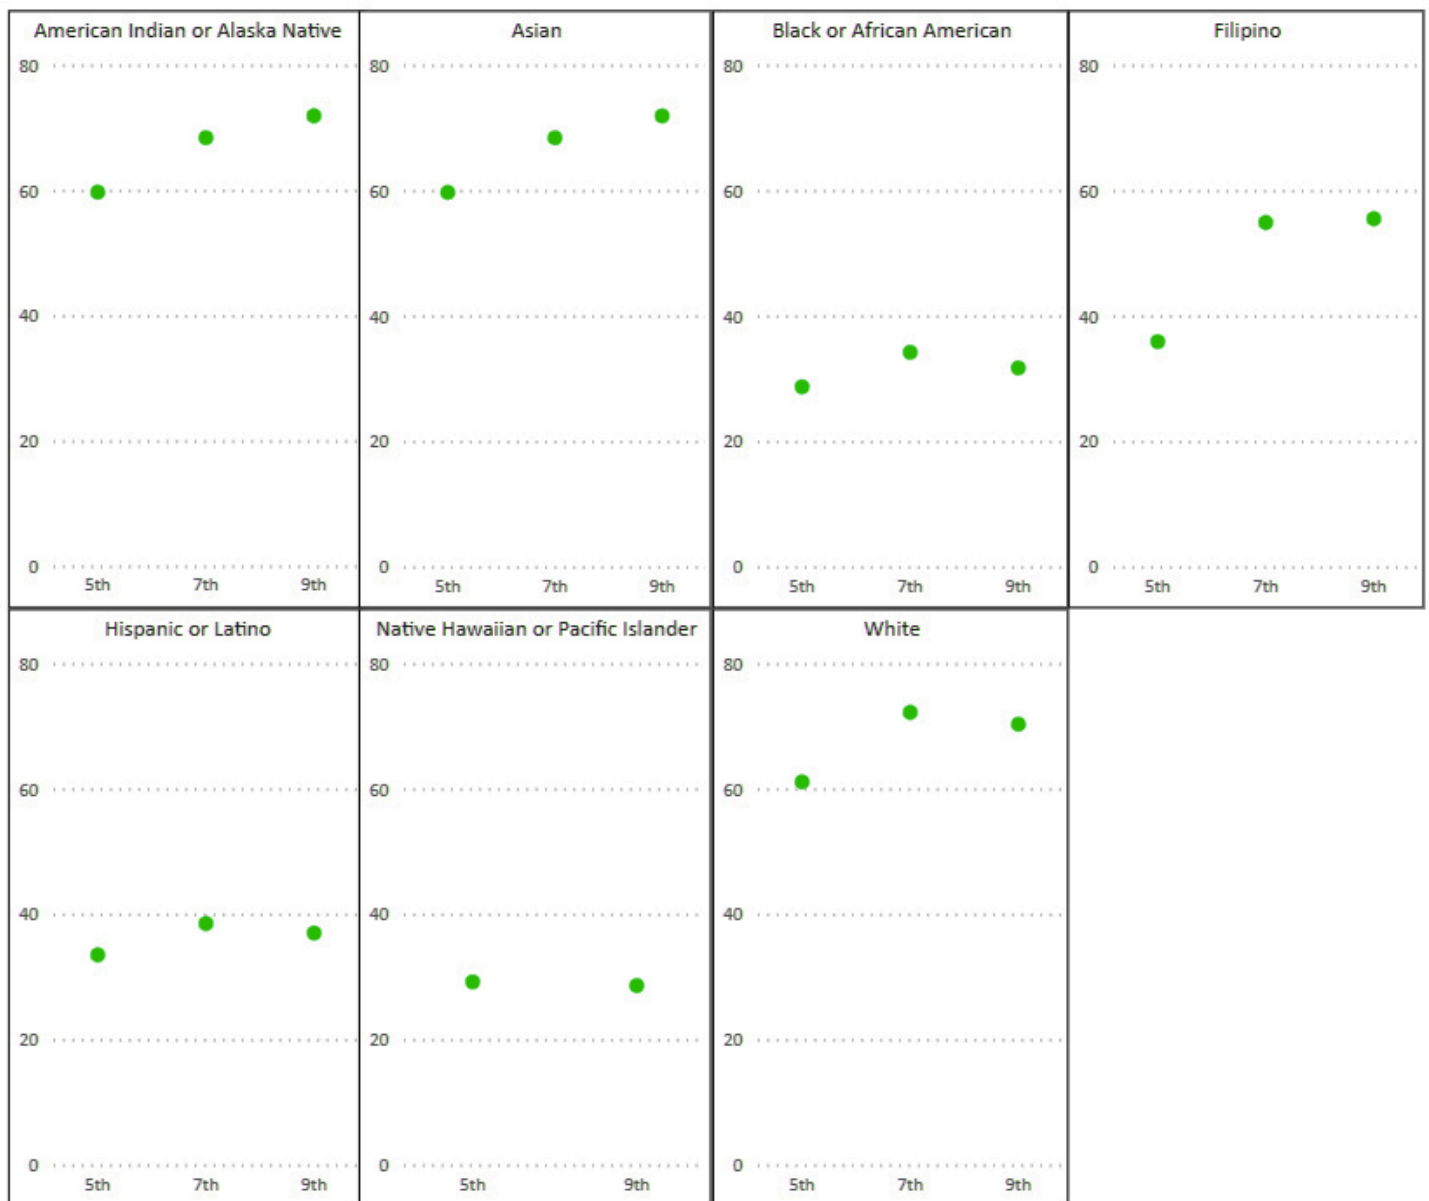 American Indian or Alaska Native
80
60
40
20
0
5th 7th 9th
Asian
80
60
40
20
0
5th 7th 9th
Black or African American
80
60
40
20
0
5th 7th 9th
Filipino
80
60
40
20
0
5th 7th 9th
Hispanic or Latino
80
60
40
20
0
5th 7th 9th
Native Hawaiian or Pacific Islander
80
60
40
20
0
5th 9th
White
80
60
40
20
0
5th 7th 9th